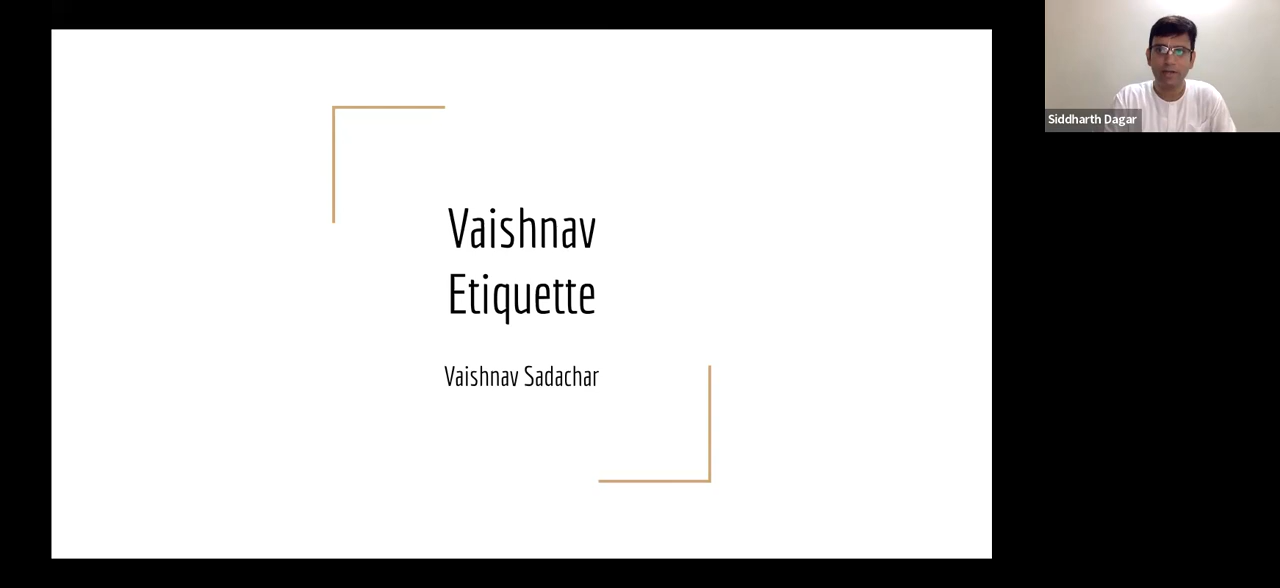 Vaishnav
Etiquette
Vaishnav Sadachar
Siddharth Dagar